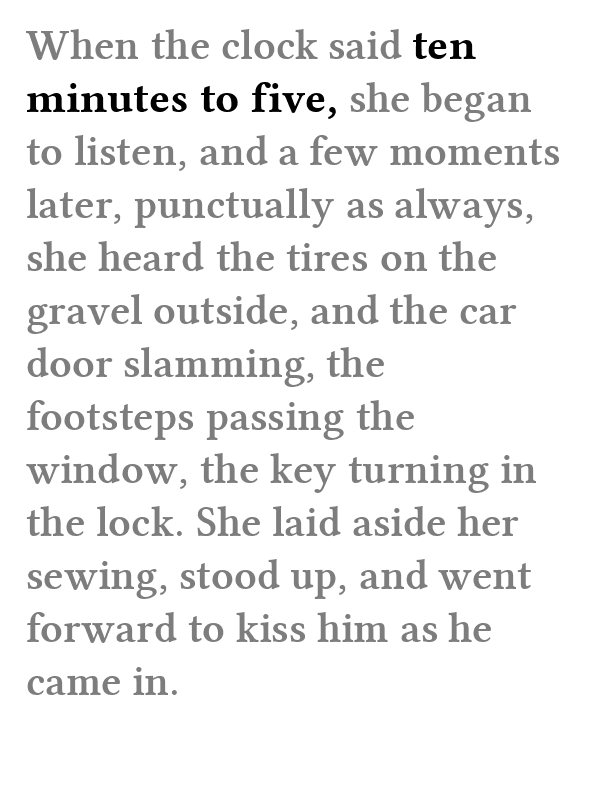 When the clock said ten
minutes to five, she began
to listen, and a few moments
later, punctually as always,
she heard the tires on the
gravel outside, and the car
door slamming, the
footsteps passing the
window, the key turning in
the lock. She laid aside her
sewing, stood up, and went
forward to kiss him as he
came in.